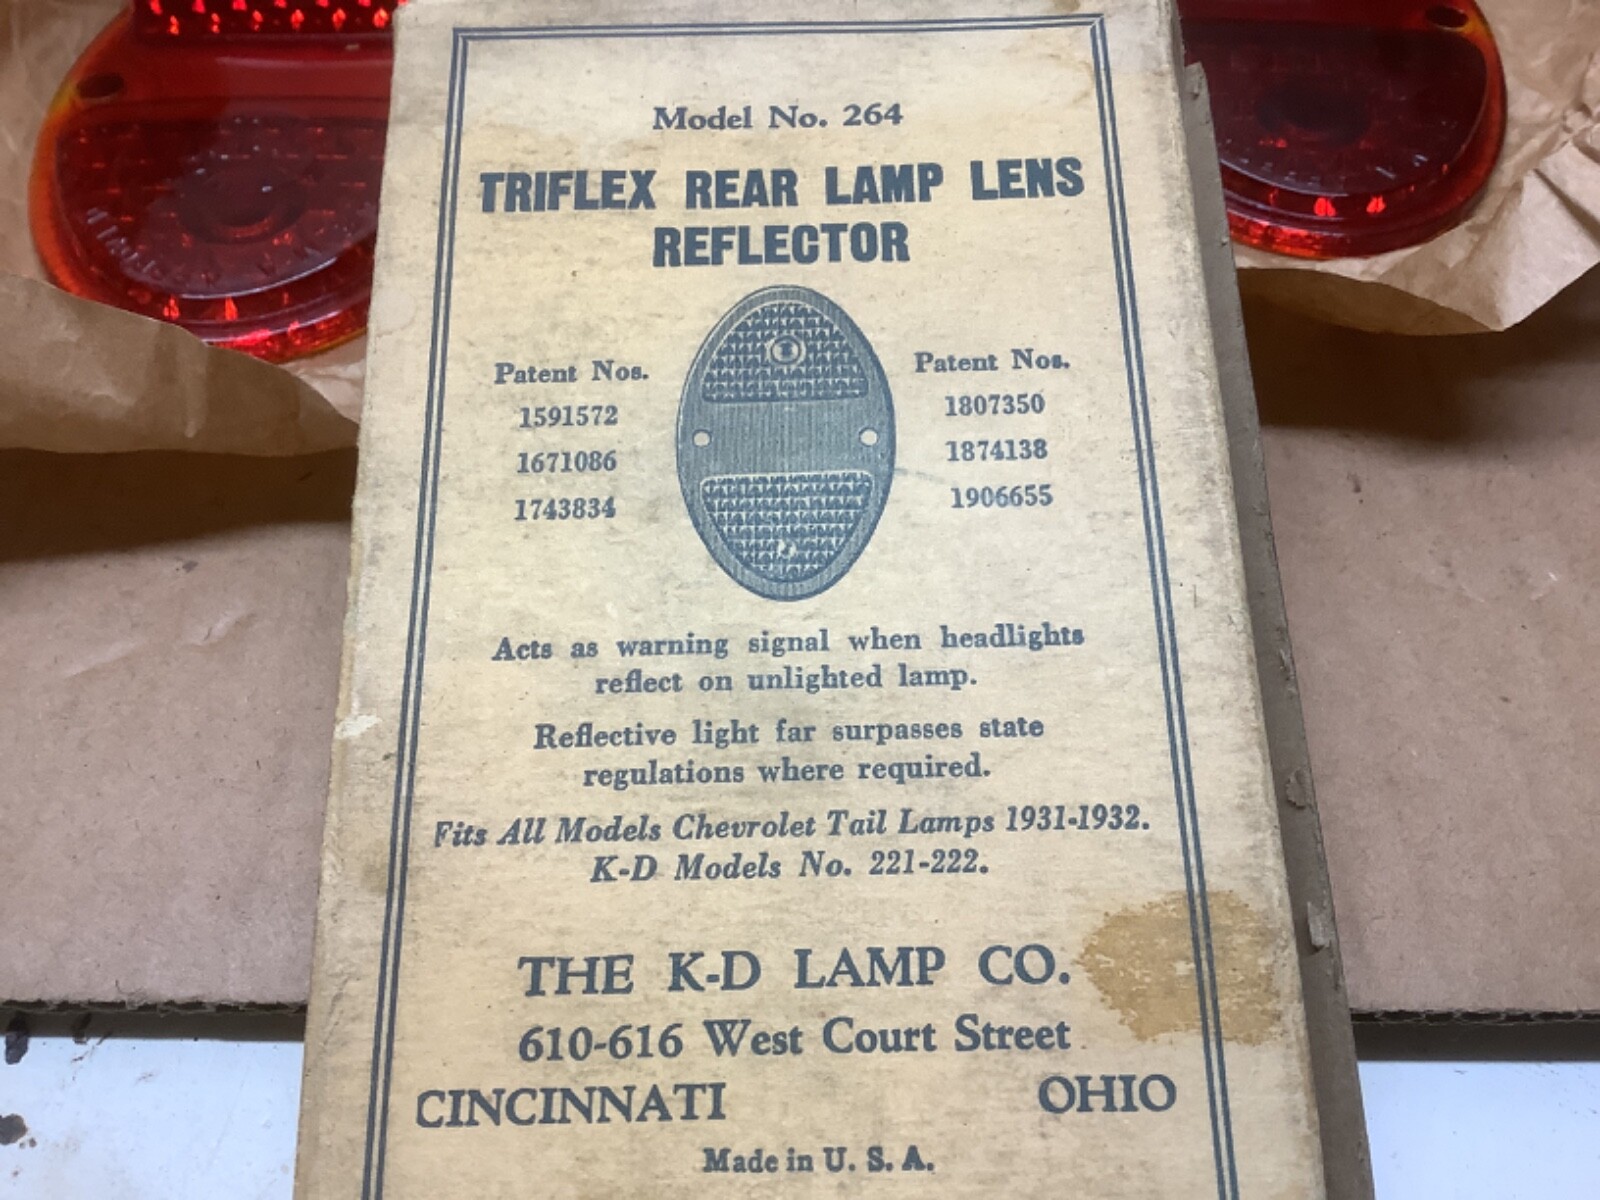 Model No. 264
TRIFLEX REAR LAMP LENS
REFLECTOR
Patent Nos.
1591572
1671086
1743834
Patent Nos.
1807350
1874138
1906655
Acts as warning signal when headlights
reflect on unlighted lamp.
Reflective light far surpasses state
regulations where required.
Fits All Models Chevrolet Tail Lamps 1931-1932.
K-D Models No. 221-222.
THE K-D LAMP CO.
610-616 West Court Street
CINCINNATI OHIO
Made in U. S. A.